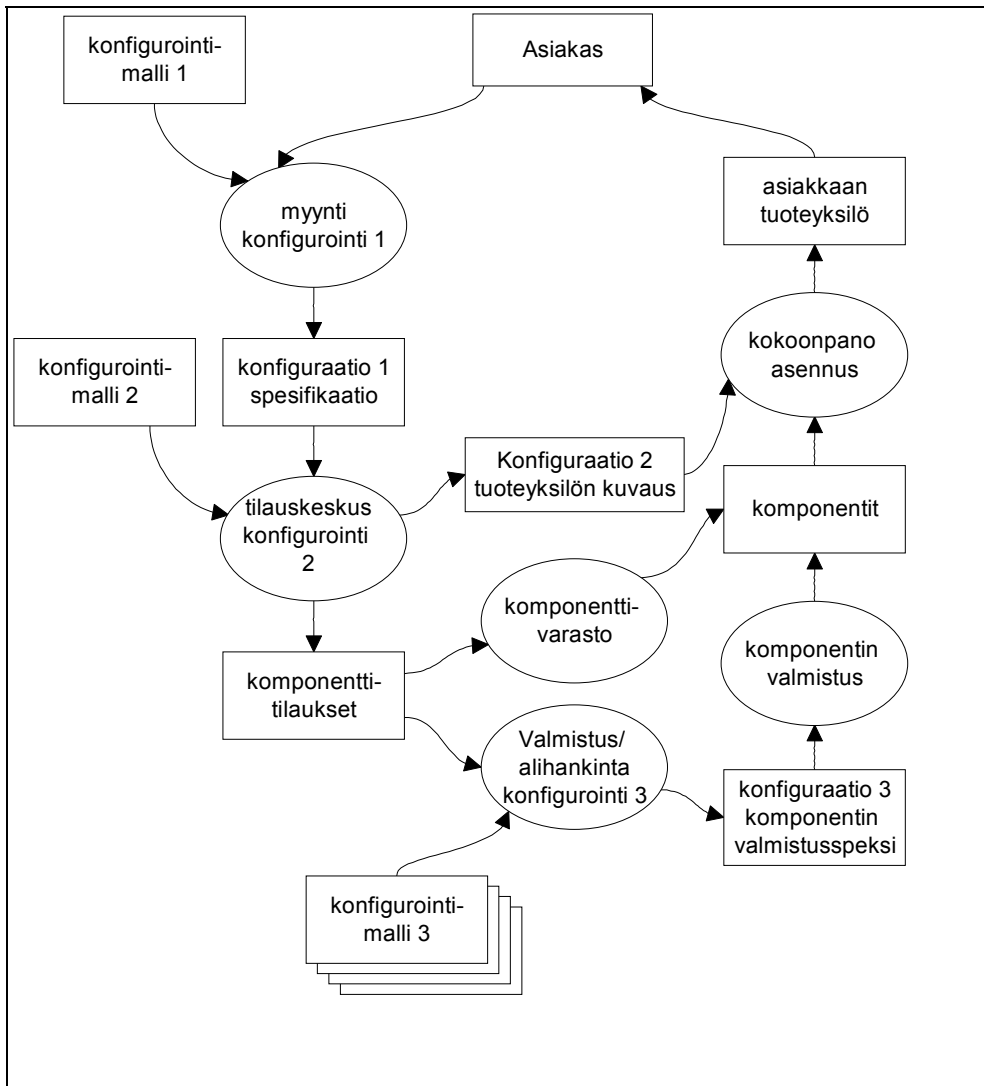 konfigurointi-
malli 1
Asiakas
myynti
konfigurointi 1
asiakkaan
tuoteyksilö
konfigurointi-
malli 2
konfiguraatio 1
spesifikaatio
kokoonpano
asennus
Konfiguraatio 2
tuoteyksilön kuvaus
tilauskeskus
konfigurointi
2
komponentit
komponentti-
varasto
komponentti-
tilaukset
komponentin
valmistus
Valmistus/
alihankinta
konfigurointi 3
konfiguraatio 3
komponentin
valmistusspeksi
konfigurointi-
malli 3